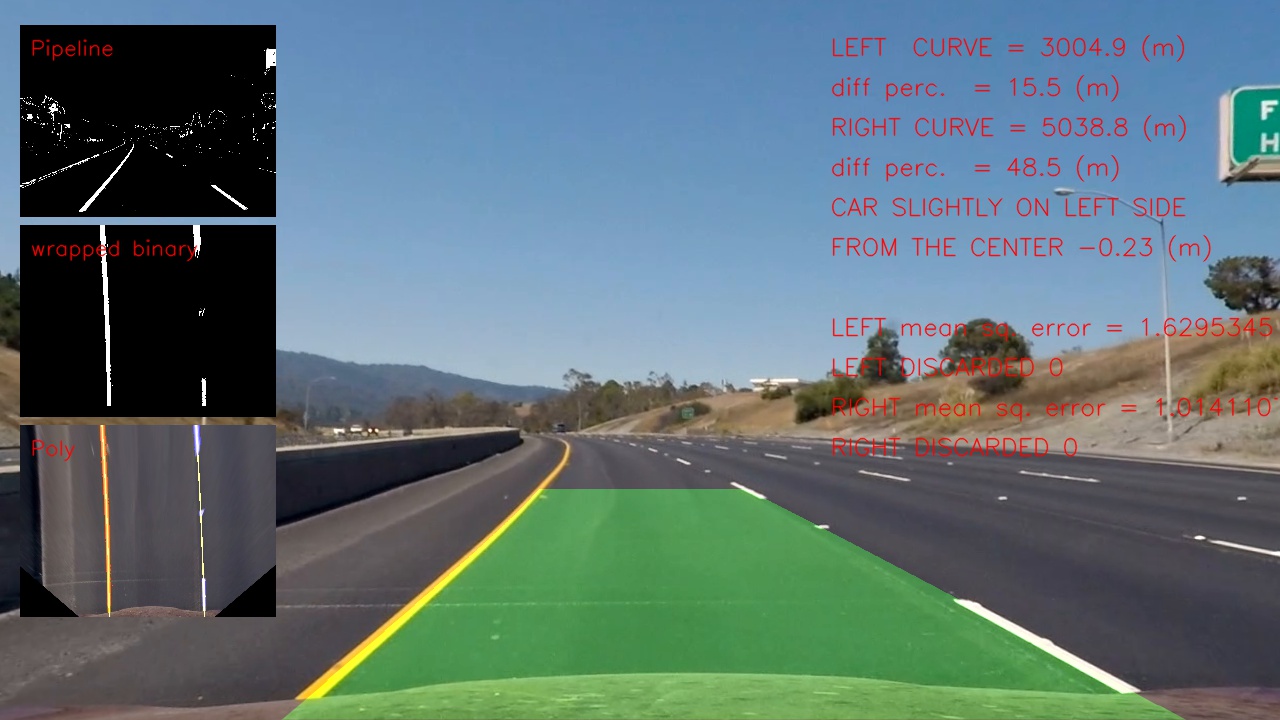 Pipeline
wrapped binary
Poly
LEFT CURVE = 3004.9 (m)
diff perc. = 15.5 (m)
RIGHT CURVE = 5038.8 (m)
diff perc. = 48.5 (m)
CAR SLIGHTLY ON LEFT SIDE
FROM THE CENTER -0.23 (m)
LEFT mean sq. error = 1.6295345
LEFT DISCARDED 0
RIGHT mean sq. error = 1.014110
RIGHT DISCARDED 0
F
H